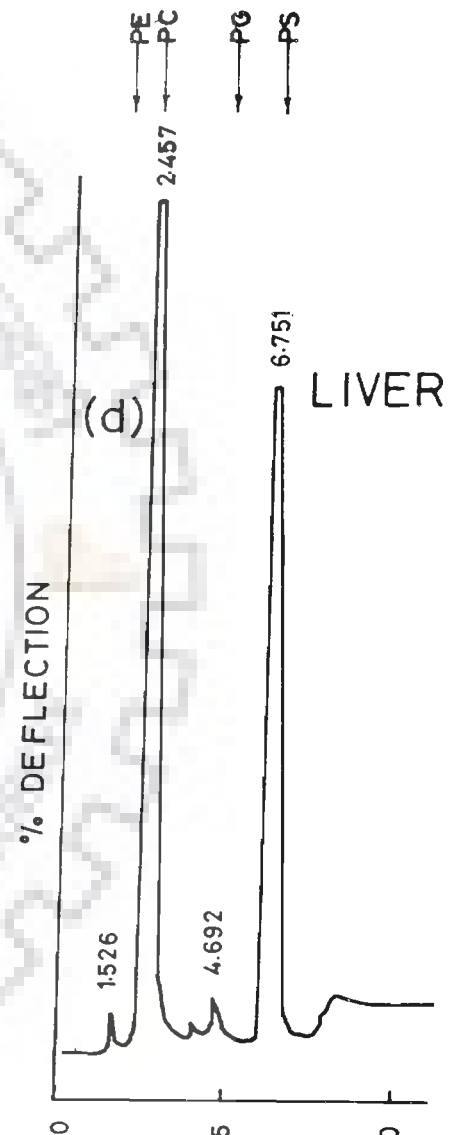 PE
PC
PG
PS
2.457
6.751
(d)
LIVER
% DEFLECTION
1.526
4.692
0
5